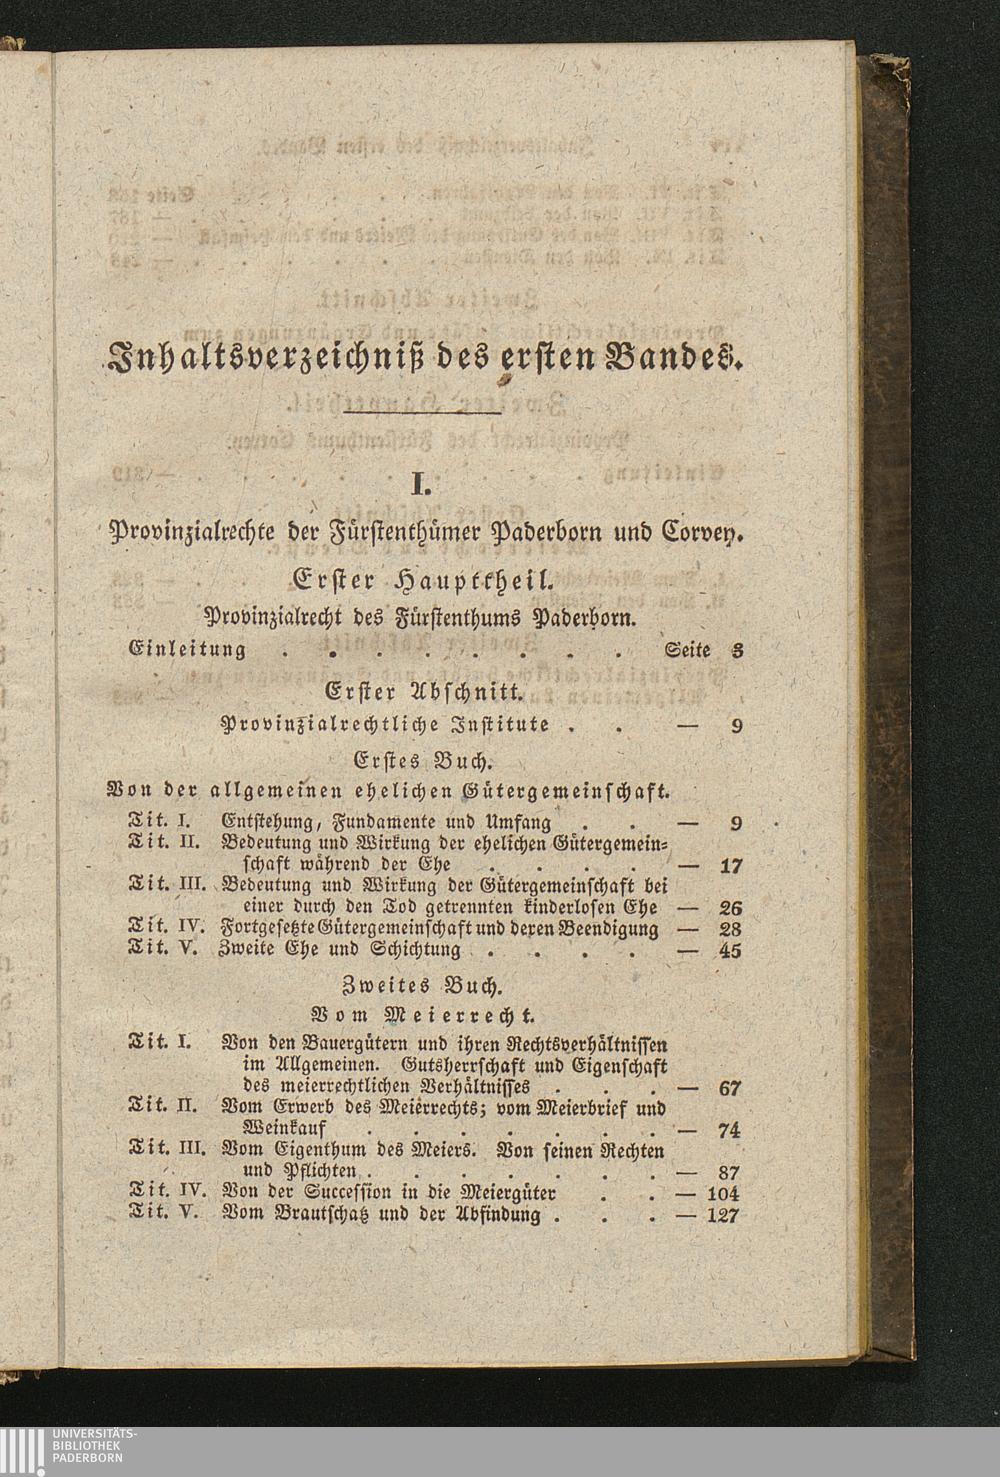 Inhaltsverzeichniß des ersten Bandes.
I.
Provinzialrechte der Fürstenthümer Paderborn und Corvey.
Erster Haupttheil.
Provinzialrecht des Fürstenthums Paderborn.
Einleitung . . . . . . . . Seite 3
Erster Abschnitt.
Provinzialrechtliche Institute . . — 9
Erstes Buch.
Von der allgemeinen ehelichen Gütergemeinschaft.
Tit. I. Entstehung, Fundamente und Umfang . . — 9
Tit. II. Bedeutung und Wirkung der ehelichen Gütergemein=
schaft während der Ehe . . . . — 17
Tit. III. Bedeutung und Wirkung der Gütergemeinschaft bei
einer durch den Tod getrennten kinderlosen Ehe — 26
Tit. IV. Fortgesetzte Gütergemeinschaft und deren Beendigung — 28
Tit. V. Zweite Ehe und Schichtung . . . . — 45
Zweites Buch.
Vom Meierrecht.
Tit. I. Von den Bauergütern und ihren Rechtsverhältnissen
im Allgemeinen. Gutsherrschaft und Eigenschaft
des meierrechtlichen Verhältnisses . . . — 67
Tit. II. Vom Erwerb des Meierrechts; vom Meierbrief und
Weinkauf . . . . . . . — 74
Tit. III. Vom Eigenthum des Meiers. Von seinen Rechten
und Pflichten . . . . . . . — 87
Tit. IV. Von der Succession in die Meiergüter . . — 104
Tit. V. Vom Brautschatz und der Abfindung . . . — 127
UNIVERSITÄTS-
BIBLIOTHEK
PADERBORN